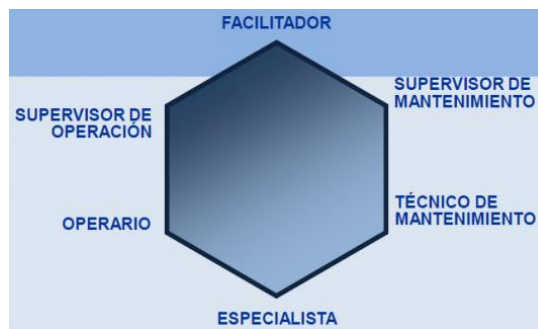 FACILITADOR
SUPERVISOR DE
MANTENIMIENTO
SUPERVISOR DE
OPERACIÓN
TÉCNICO DE
MANTENIMIENTO
OPERARIO
ESPECIALISTA